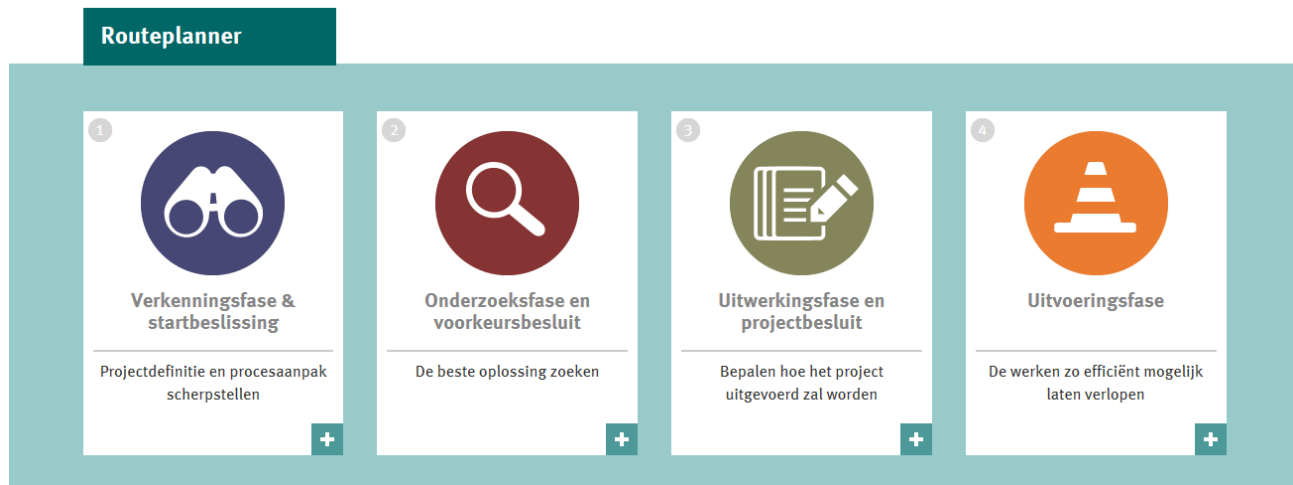 Routeplanner
1
Verkenningsfase &
startbeslissing
Projectdefinitie en procesaanpak
scherpstellen
2
Onderzoeksfase en
voorkeursbesluit
De beste oplossing zoeken
3
Uitwerkingsfase en
projectbesluit
Bepalen hoe het project
uitgevoerd zal worden
4
Uitvoeringsfase
De werken zo efficiënt mogelijk
laten verlopen